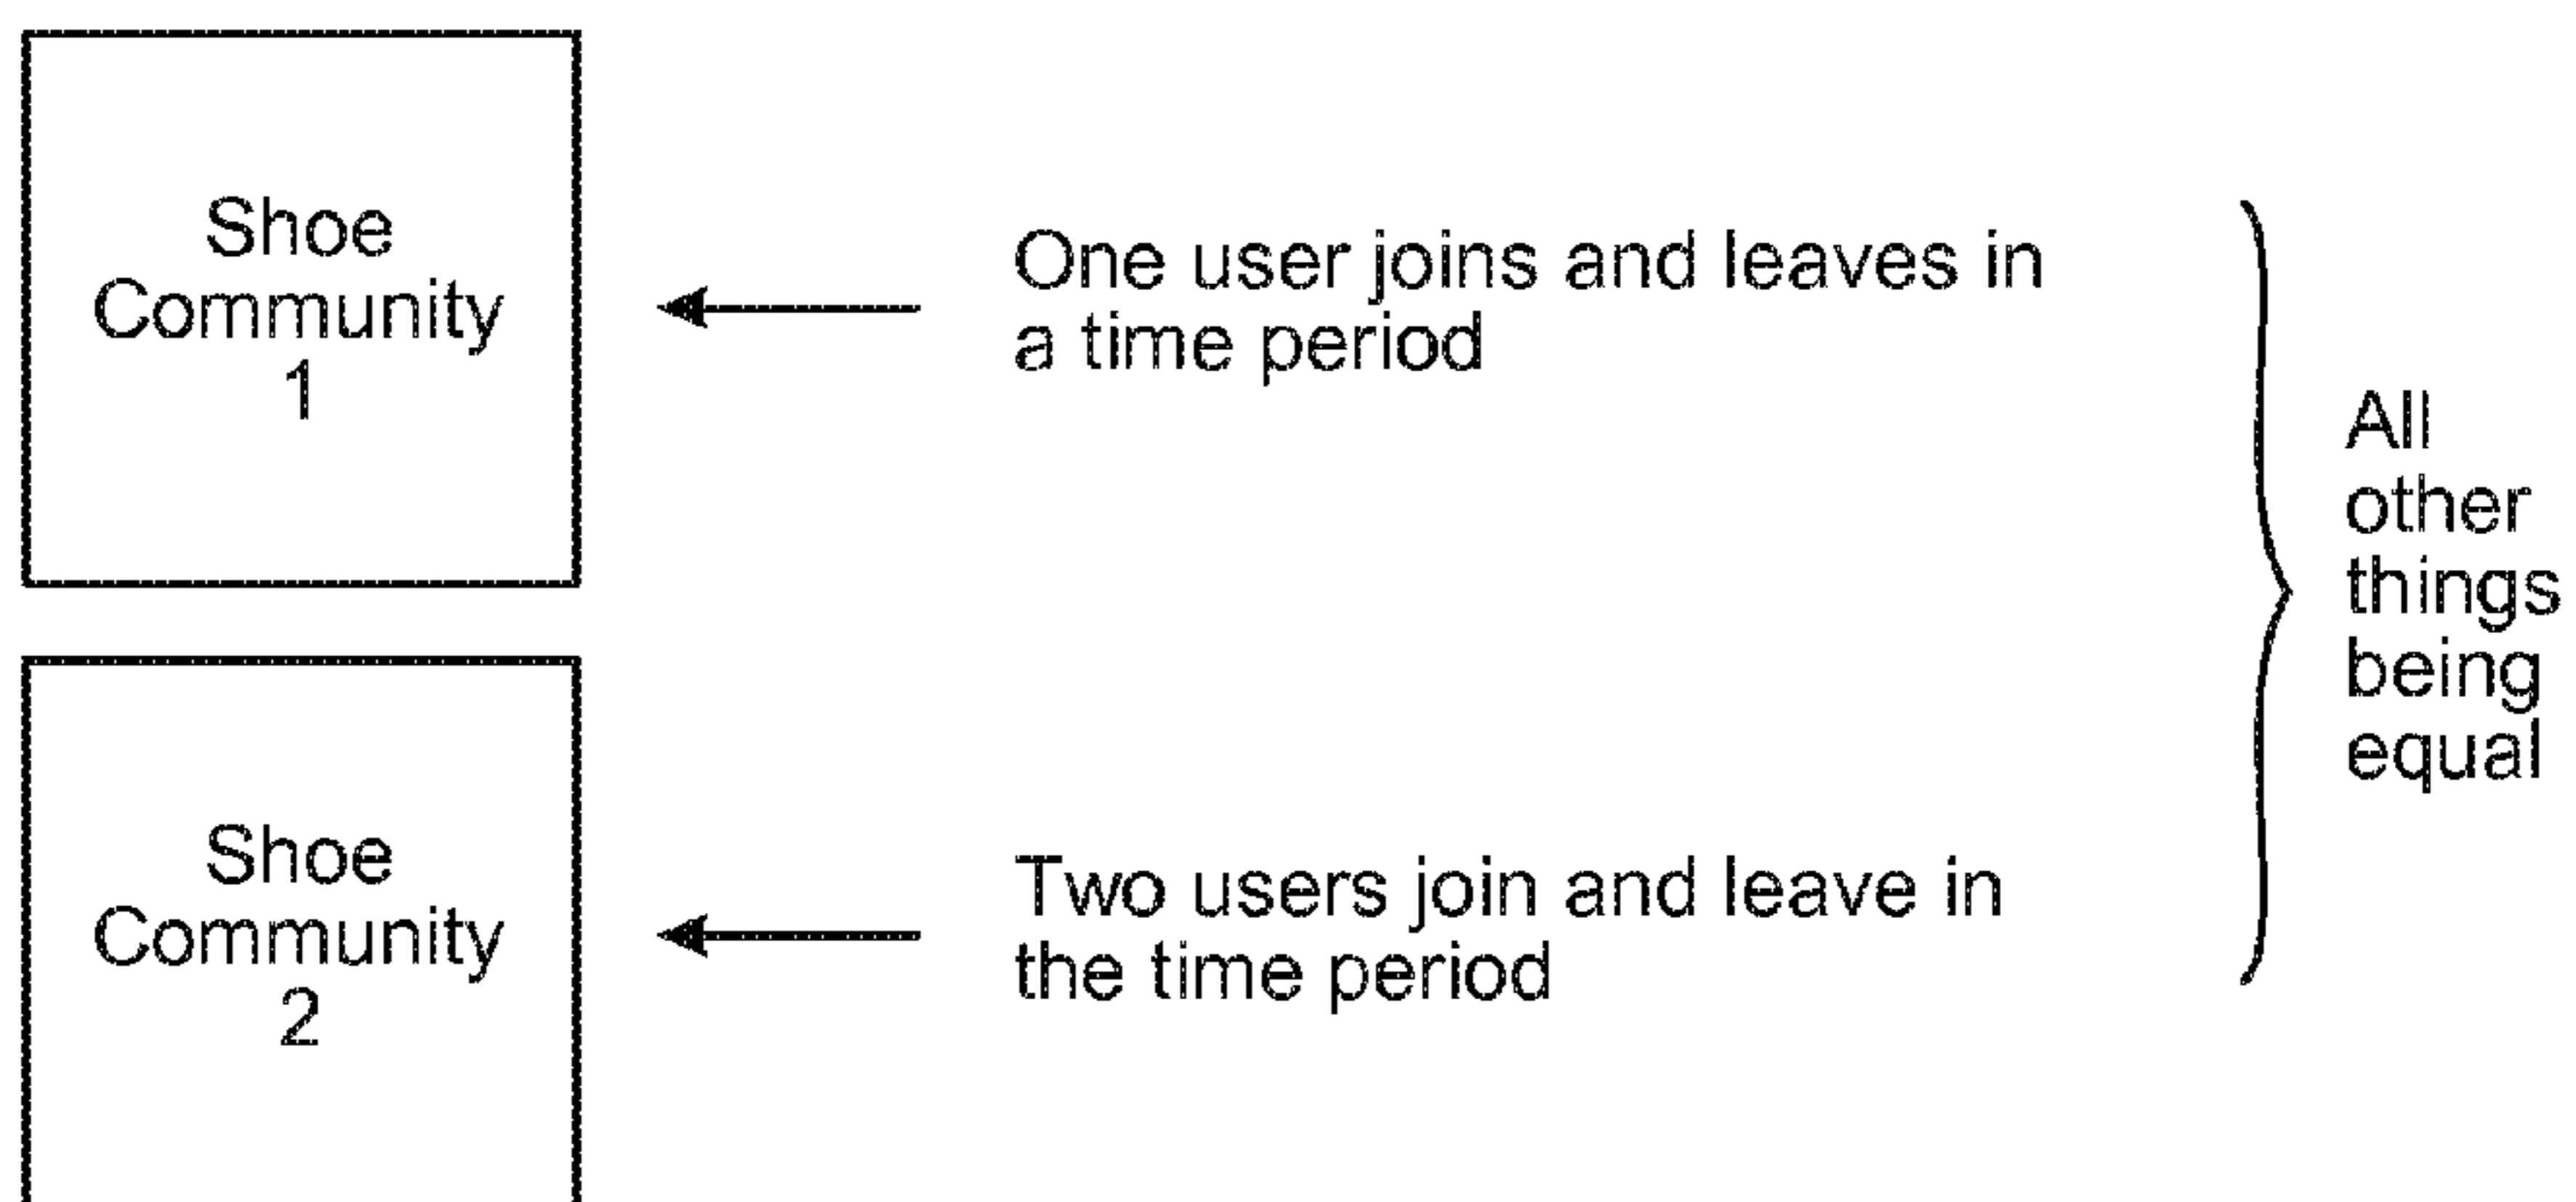 Shoe
Community
1
One user joins and leaves in
a time period
All
other
things
being
equal
Shoe
Community
2
Two users join and leave in
the time period